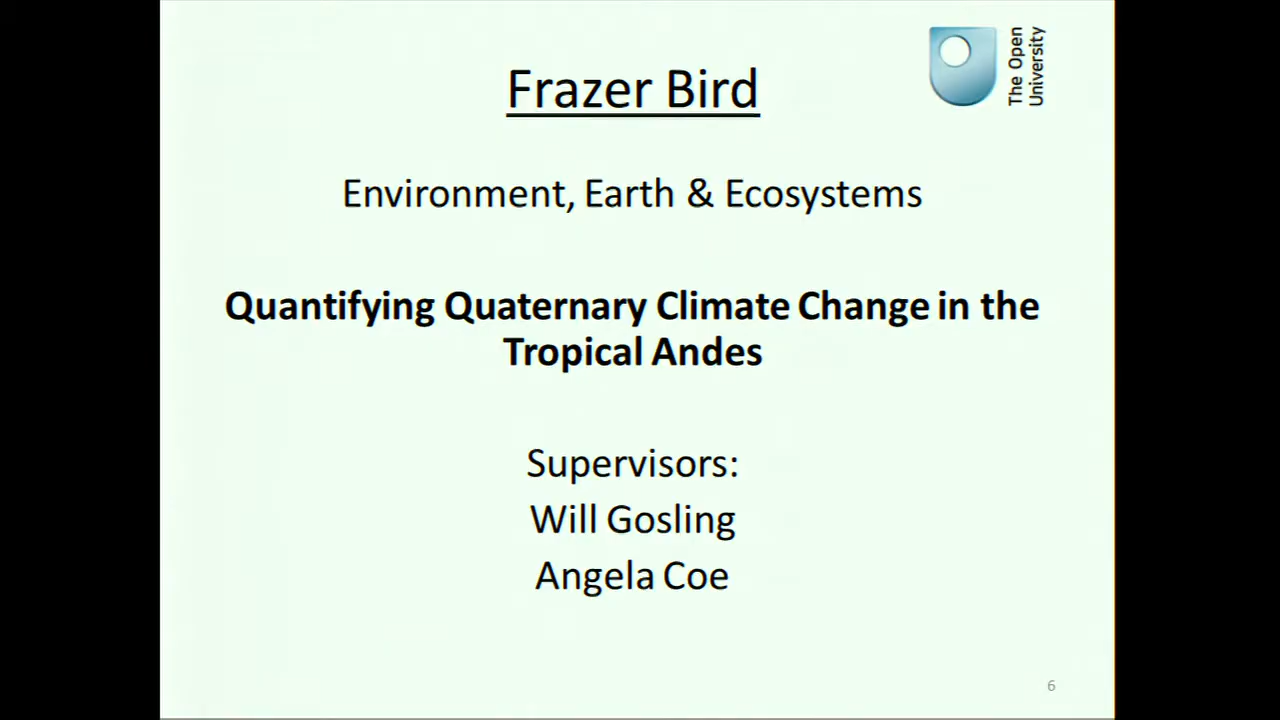 Frazer Bird
The Open
University
Environment, Earth & Ecosystems
Quantifying Quaternary Climate Change in the
Tropical Andes
Supervisors:
Will Gosling
Angela Coe
6